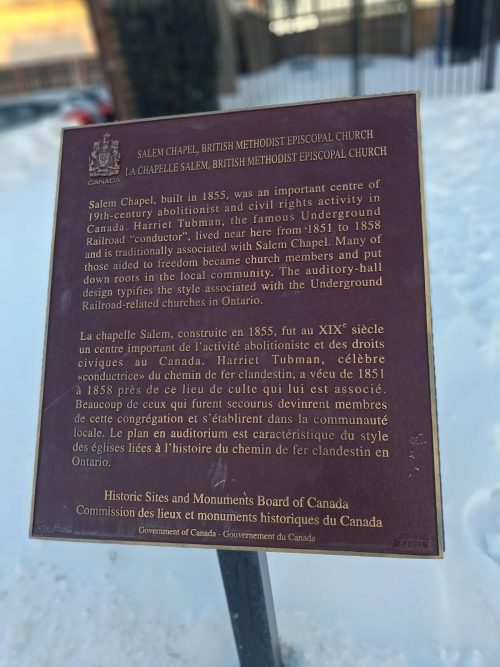 CANADA
SALEM CHAPEL, BRITISH METHODIST EPISCOPAL CHURCH
LA CHAPELLE SALEM, BRITISH METHODIST EPISCOPAL CHURCH
Salem Chapel, built in 1855, was an important centre of
19th-century abolitionist and civil rights activity in
Canada. Harriet Tubman, the famous Underground
Railroad "conductor", lived near here from 1851 to 1858
and is traditionally associated with Salem Chapel. Many of
those aided to freedom became church members and put
down roots in the local community. The auditory-hall
design typifies the style associated with the Underground
Railroad-related churches in Ontario.
La chapelle Salem, construite en 1855, fut au XIXe siècle
un centre important de l'activité abolitioniste et des droits
civiques au Canada. Harriet Tubman, célèbre
«conductrice» du chemin de fer clandestin, a vécu de 1851
à 1858 près de ce lieu de culte qui lui est associé.
Beaucoup de ceux qui furent secourus devinrent membres
de cette congrégation et s'établirent dans la communauté
locale. Le plan en auditorium est caractéristique du style
des églises liées à l'histoire du chemin de fer clandestin en
Ontario.
Historic Sites and Monuments Board of Canada
Commission des lieux et monuments historiques du Canada
Government of Canada - Gouvernement du Canada